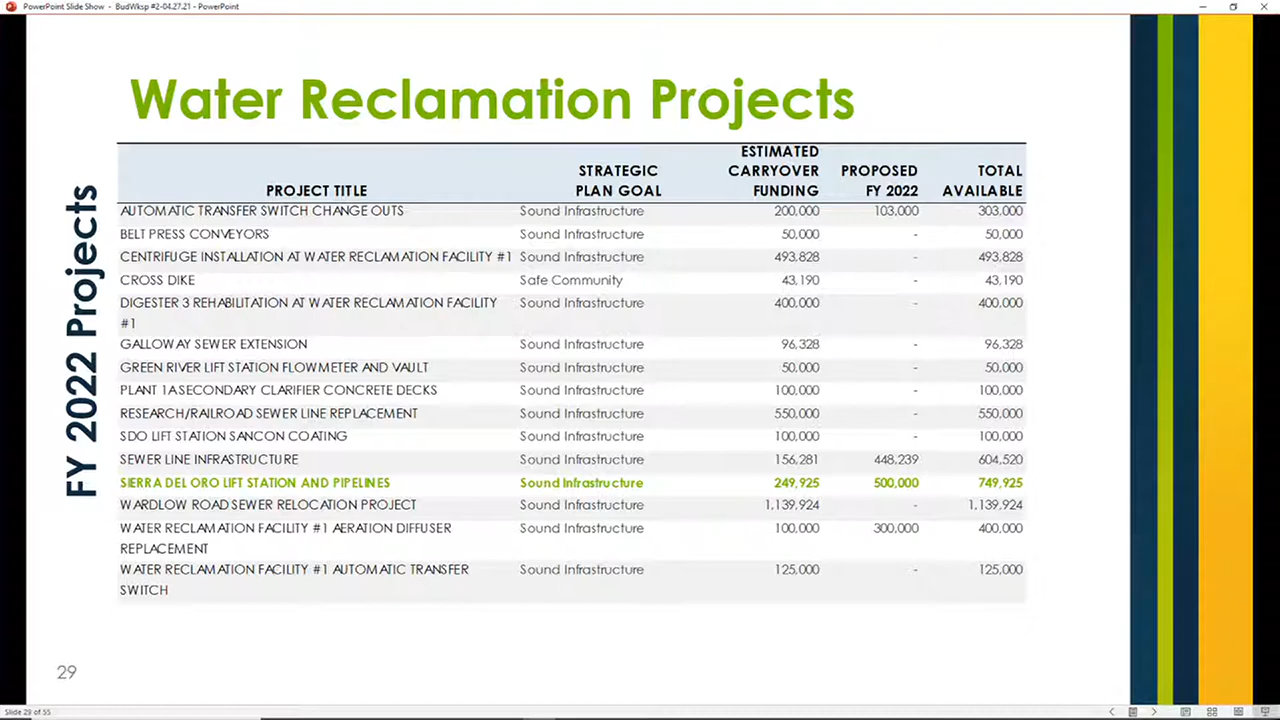 PowerPoint Slide Show - BudWksp #2-04.27.21 - PowerPoint
Water Reclamation Projects
FY 2022 Projects
PROJECT TITLE STRATEGIC PLAN GOAL ESTIMATED CARRYOVER FUNDING PROPOSED FY 2022 TOTAL AVAILABLE
AUTOMATIC TRANSFER SWITCH CHANGE OUTS Sound Infrastructure 200,000 103,000 303,000
BELT PRESS CONVEYORS Sound Infrastructure 50,000 - 50,000
CENTRIFUGE INSTALLATION AT WATER RECLAMATION FACILITY #1 Sound Infrastructure 493,828 - 493,828
CROSS DIKE Safe Community 43,190 - 43,190
DIGESTER 3 REHABILITATION AT WATER RECLAMATION FACILITY Sound Infrastructure 400,000 - 400,000
#1
GALLOWAY SEWER EXTENSION Sound Infrastructure 96,328 - 96,328
GREEN RIVER LIFT STATION FLOWMETER AND VAULT Sound Infrastructure 50,000 - 50,000
PLANT 1A SECONDARY CLARIFIER CONCRETE DECKS Sound Infrastructure 100,000 - 100,000
RESEARCH/RAILROAD SEWER LINE REPLACEMENT Sound Infrastructure 550,000 - 550,000
SDO LIFT STATION SANCON COATING Sound Infrastructure 100,000 - 100,000
SEWER LINE INFRASTRUCTURE Sound Infrastructure 156,281 448,239 604,520
SIERRA DEL ORO LIFT STATION AND PIPELINES Sound Infrastructure 249,925 500,000 749,925
WARDLOW ROAD SEWER RELOCATION PROJECT Sound Infrastructure 1,139,924 - 1,139,924
WATER RECLAMATION FACILITY #1 AERATION DIFFUSER Sound Infrastructure 100,000 300,000 400,000
REPLACEMENT
WATER RECLAMATION FACILITY #1 AUTOMATIC TRANSFER Sound Infrastructure 125,000 - 125,000
SWITCH
29
Slide 29 of 55